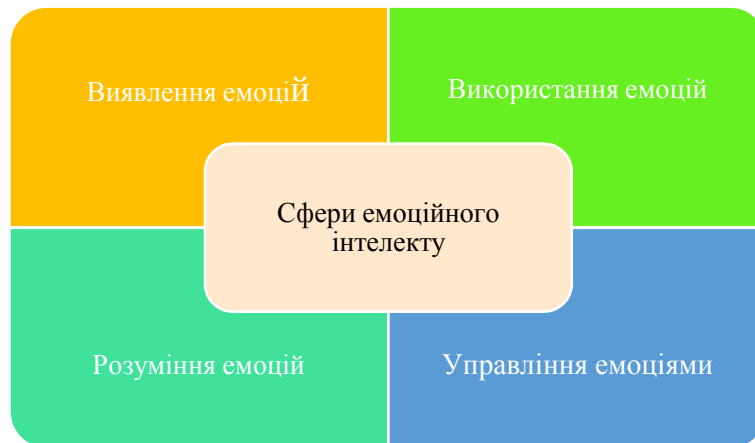 Виявлення емоцій
Використання емоцій
Сфери емоційного
інтелекту
Розуміння емоцій
Управління емоціями